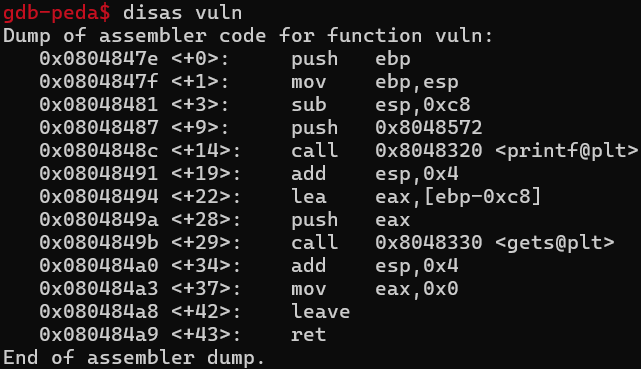 gdb-peda$ disas vuln
Dump of assembler code for function vuln:
   0x0804847e <+0>:     push   ebp
   0x0804847f <+1>:     mov    ebp,esp
   0x08048481 <+3>:     sub    esp,0xc8
   0x08048487 <+9>:     push   0x8048572
   0x0804848c <+14>:    call   0x8048320 <printf@plt>
   0x08048491 <+19>:    add    esp,0x4
   0x08048494 <+22>:    lea    eax,[ebp-0xc8]
   0x0804849a <+28>:    push   eax
   0x0804849b <+29>:    call   0x8048330 <gets@plt>
   0x080484a0 <+34>:    add    esp,0x4
   0x080484a3 <+37>:    mov    eax,0x0
   0x080484a8 <+42>:    leave
   0x080484a9 <+43>:    ret
End of assembler dump.